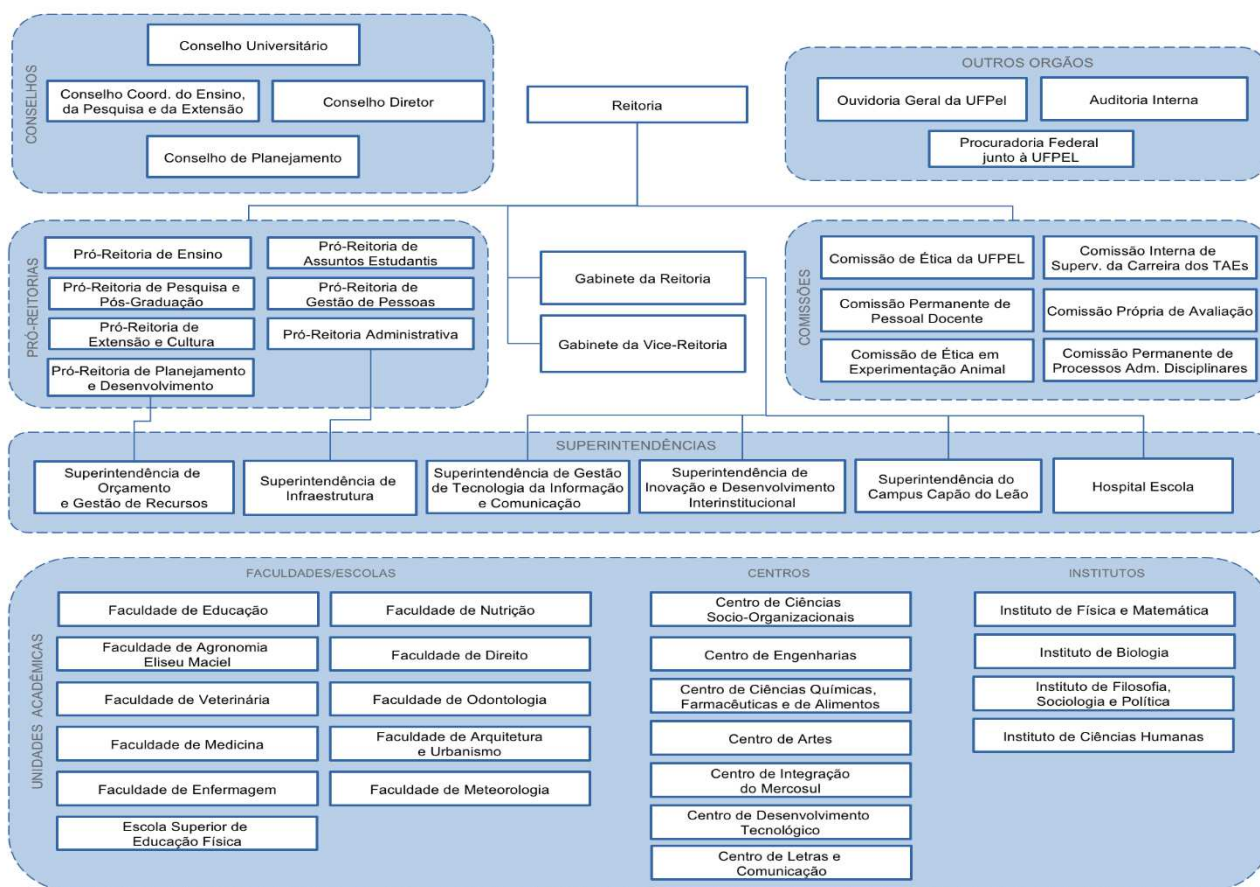 CONSELHOS
Conselho Universitário
Conselho Coord. do Ensino,
da Pesquisa e da Extensão
Conselho Diretor
Conselho de Planejamento
Reitoria
OUTROS ORGÃOS
Ouvidoria Geral da UFPel
Auditoria Interna
Procuradoria Federal
junto à UFPEL
PRÓ-REITORIAS
Pró-Reitoria de Ensino
Pró-Reitoria de
Assuntos Estudantis
Pró-Reitoria de Pesquisa e
Pós-Graduação
Pró-Reitoria de
Gestão de Pessoas
Pró-Reitoria de
Extensão e Cultura
Pró-Reitoria Administrativa
Pró-Reitoria de Planejamento
e Desenvolvimento
Gabinete da Reitoria
Gabinete da Vice-Reitoria
COMISSÕES
Comissão de Ética da UFPEL
Comissão Interna de
Superv. da Carreira dos TAEs
Comissão Permanente de
Pessoal Docente
Comissão Própria de Avaliação
Comissão de Ética em
Experimentação Animal
Comissão Permanente de
Processos Adm. Disciplinares
SUPERINTENDÊNCIAS
Superintendência de
Orçamento
e Gestão de Recursos
Superintendência de
Infraestrutura
Superintendência de Gestão
de Tecnologia da Informação
e Comunicação
Superintendência de
Inovação e Desenvolvimento
Interinstitucional
Superintendência do
Campus Capão do Leão
Hospital Escola
UNIDADES ACADÊMICAS
FACULDADES/ESCOLAS
Faculdade de Educação
Faculdade de Nutrição
Faculdade de Agronomia
Eliseu Maciel
Faculdade de Direito
Faculdade de Veterinária
Faculdade de Odontologia
Faculdade de Medicina
Faculdade de Arquitetura
e Urbanismo
Faculdade de Enfermagem
Faculdade de Meteorologia
Escola Superior de
Educação Física
CENTROS
Centro de Ciências
Socio-Organizacionais
Centro de Engenharias
Centro de Ciências Químicas,
Farmacêuticas e de Alimentos
Centro de Artes
Centro de Integração
do Mercosul
Centro de Desenvolvimento
Tecnológico
Centro de Letras e
Comunicação
INSTITUTOS
Instituto de Física e Matemática
Instituto de Biologia
Instituto de Filosofia,
Sociologia e Política
Instituto de Ciências Humanas